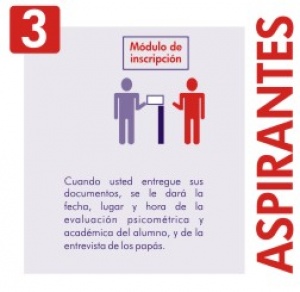 3
Módulo de
inscripción
Cuando usted entregue sus
documentos, se le dará la
fecha, lugar y hora de la
evaluación psicométrica y
académica del alumno, y de la
entrevista de los papás.
ASPIRANTES